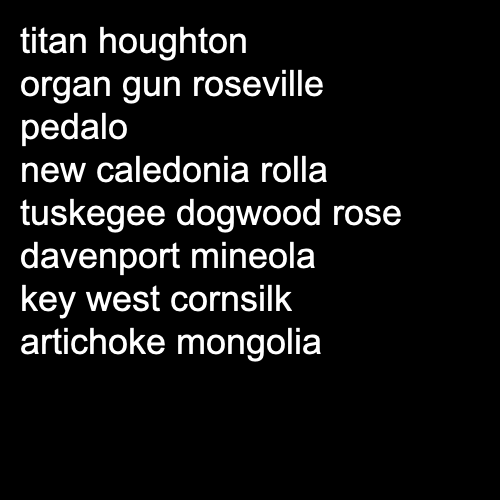 titan houghton
organ gun roseville
pedalo
new caledonia rolla
tuskegee dogwood rose
davenport mineola
key west cornsilk
artichoke mongolia